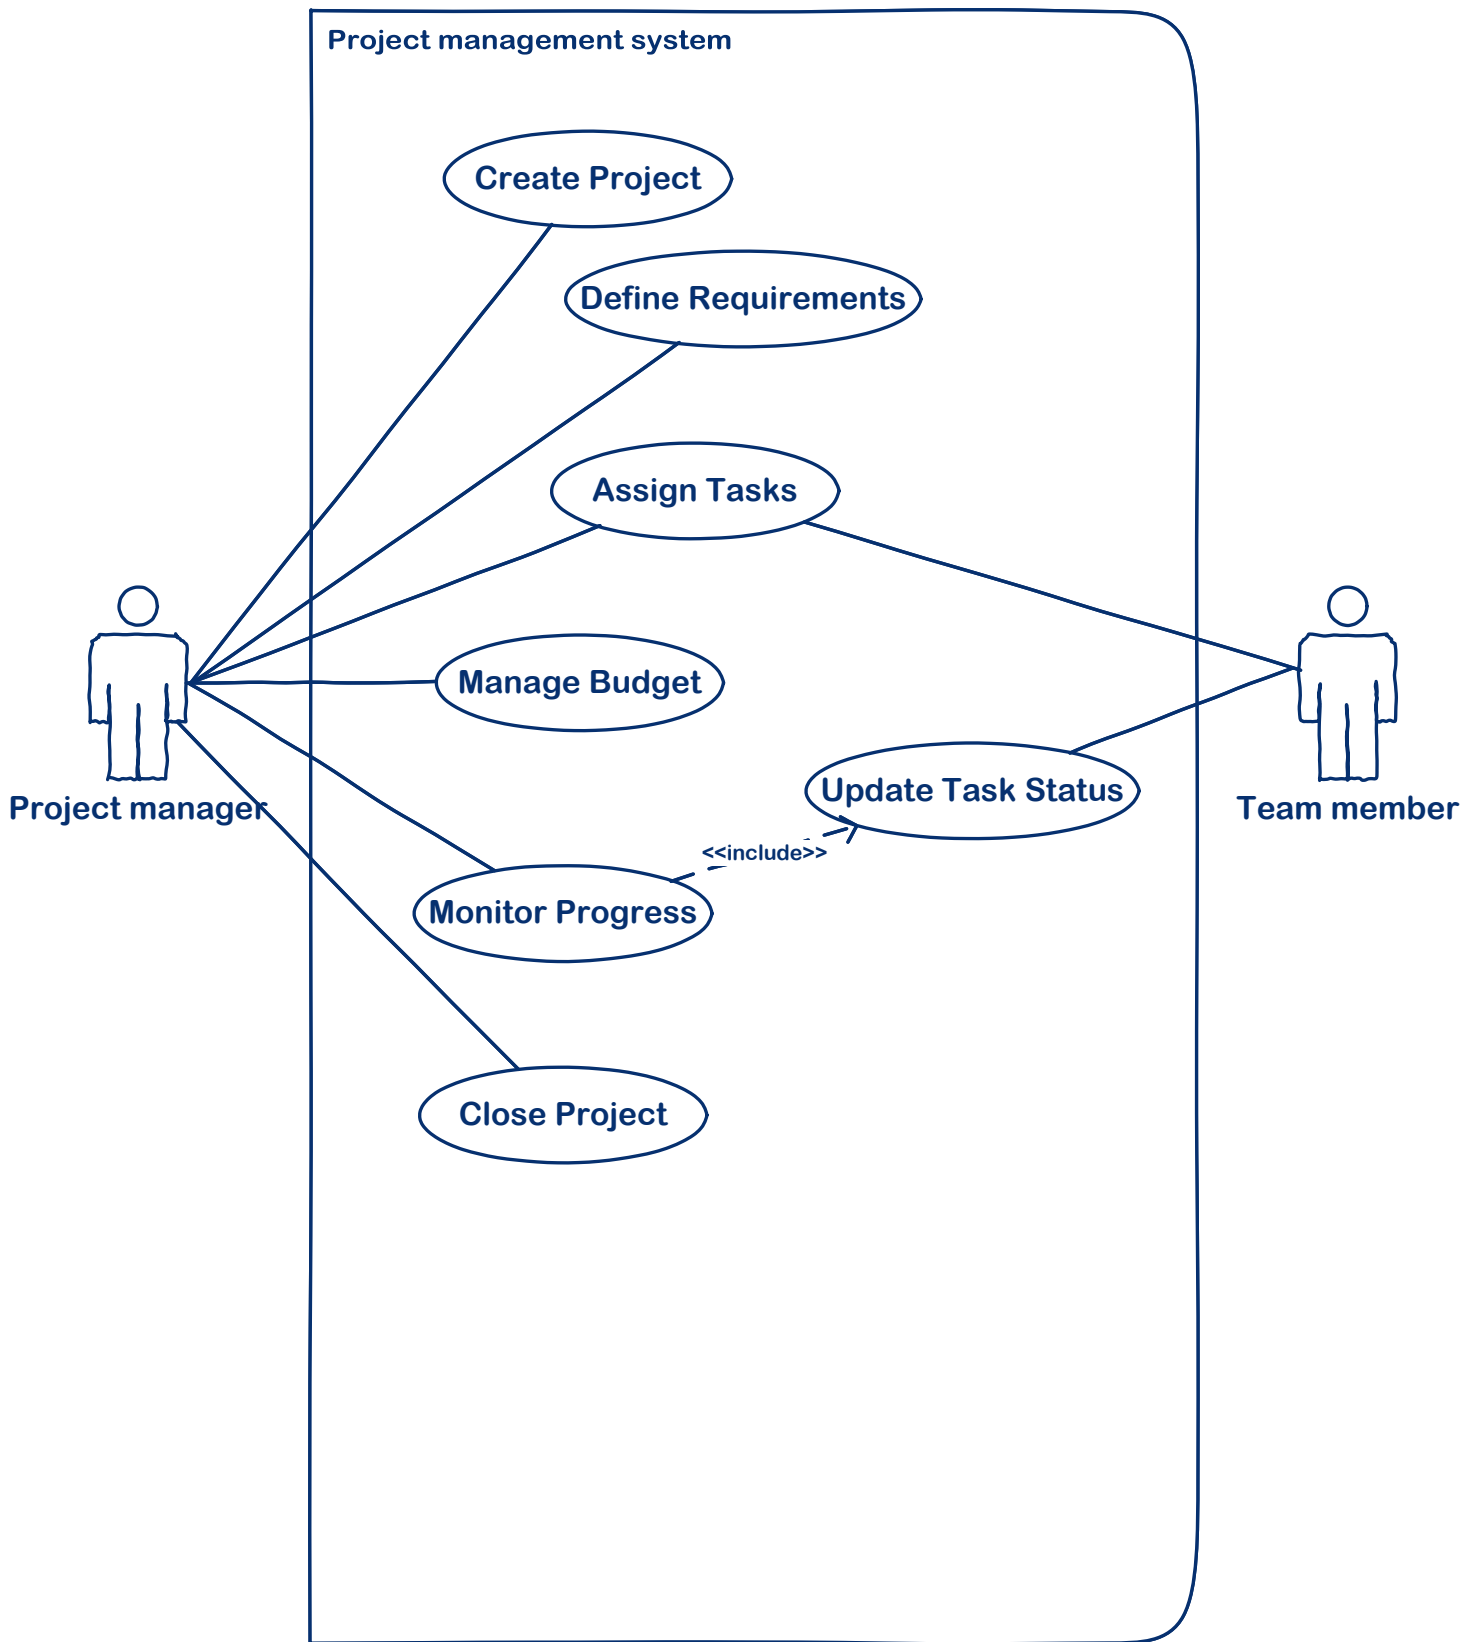 Project management system
Create Project
Define Requirements
Assign Tasks
Manage Budget
Update Task Status
Project manager
Team member
<<include>>
Monitor Progress
Close Project